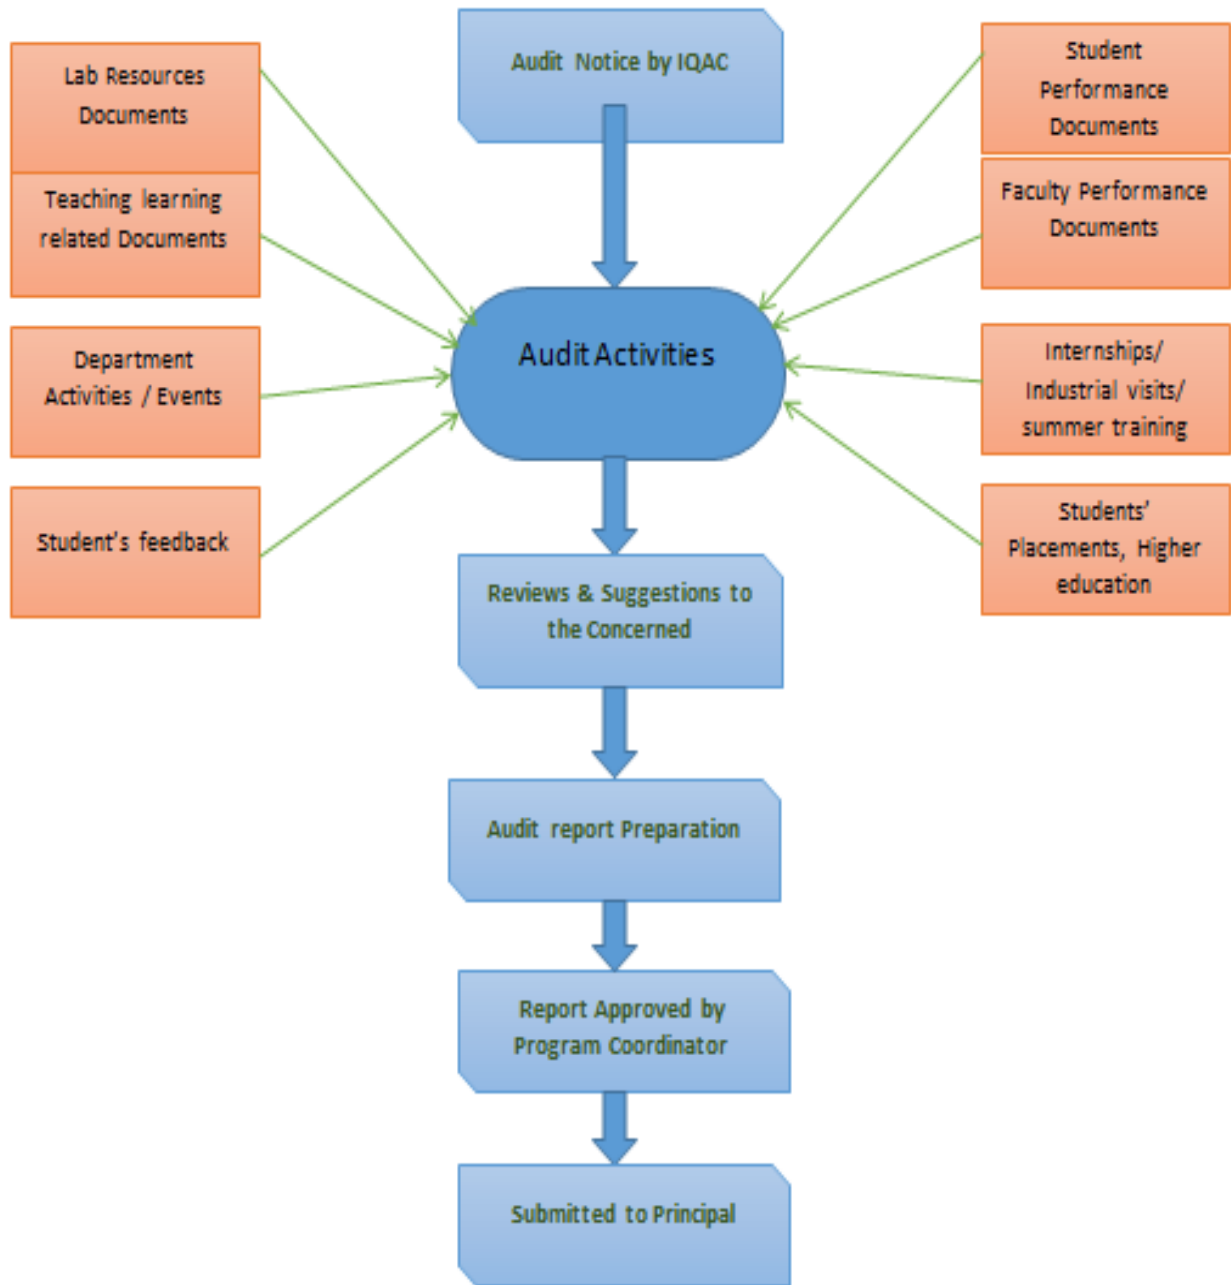 Audit Notice by IQAC
Lab Resources
Documents
Teaching learning
related Documents
Department
Activities / Events
Student's feedback
Student
Performance
Documents
Faculty Performance
Documents
Internships/
Industrial visits/
summer training
Students'
Placements, Higher
education
Audit Activities
Reviews & Suggestions to
the Concerned
Audit report Preparation
Report Approved by
Program Coordinator
Submitted to Principal